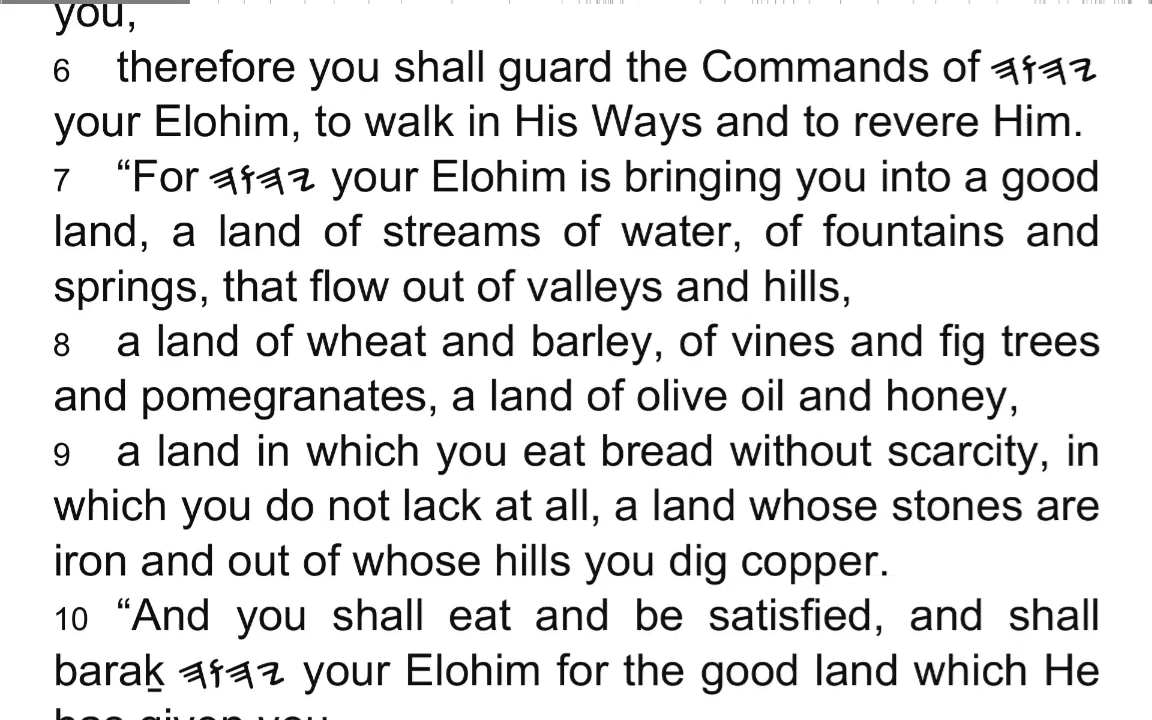 you,
6 therefore you shall guard the Commands of 𐤉𐤄𐤅𐤄
your Elohim, to walk in His Ways and to revere Him.
7 “For 𐤉𐤄𐤅𐤄 your Elohim is bringing you into a good
land, a land of streams of water, of fountains and
springs, that flow out of valleys and hills,
8 a land of wheat and barley, of vines and fig trees
and pomegranates, a land of olive oil and honey,
9 a land in which you eat bread without scarcity, in
which you do not lack at all, a land whose stones are
iron and out of whose hills you dig copper.
10 “And you shall eat and be satisfied, and shall
baraḵ 𐤉𐤄𐤅𐤄 your Elohim for the good land which He
has given you